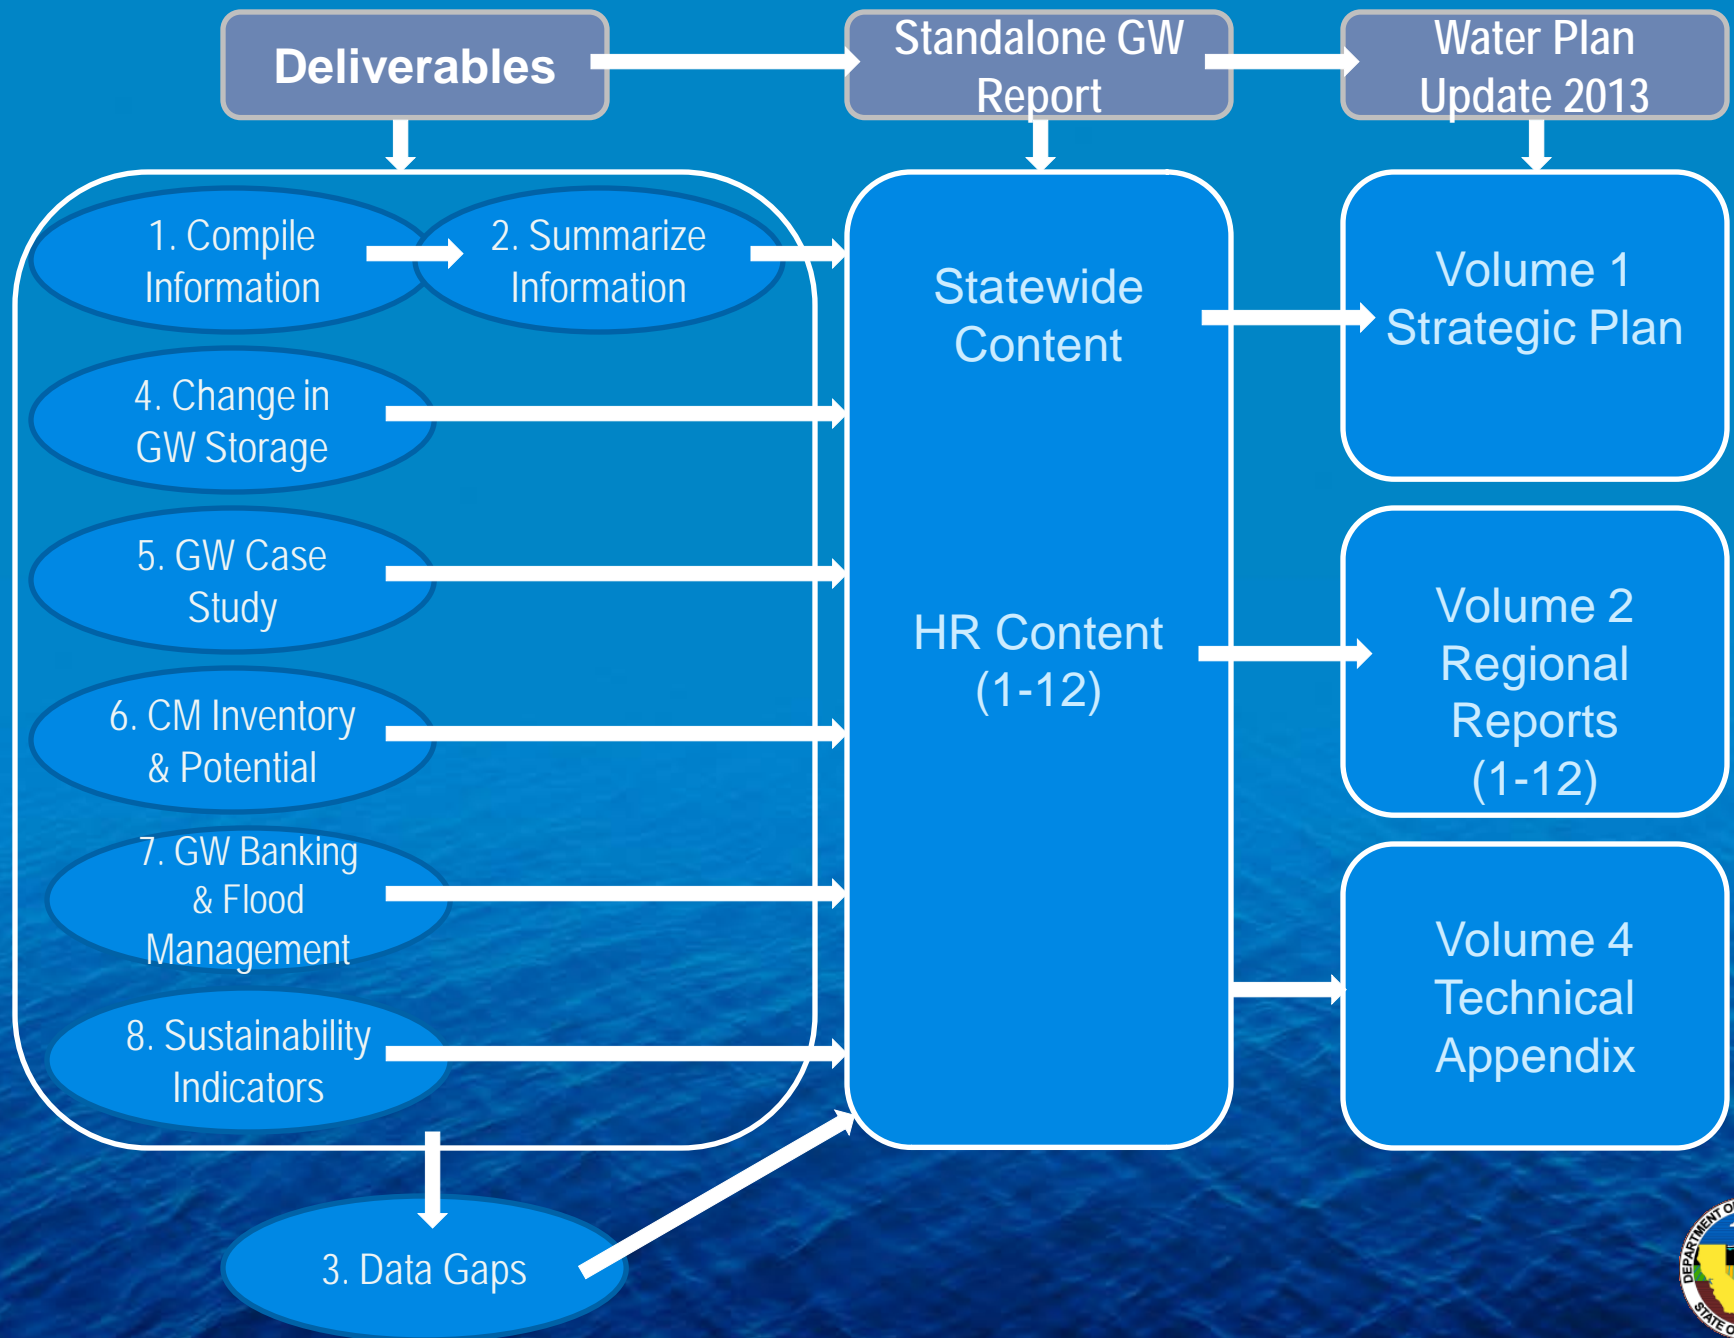 Deliverables
Standalone GW
Report
Water Plan
Update 2013
1. Compile
Information
2. Summarize
Information
4. Change in
GW Storage
5. GW Case
Study
6. CM Inventory
& Potential
7. GW Banking
& Flood
Management
8. Sustainability
Indicators
3. Data Gaps
Statewide
Content
HR Content
(1-12)
Volume 1
Strategic Plan
Volume 2
Regional
Reports
(1-12)
Volume 4
Technical
Appendix
DEPARTMENT
STATE